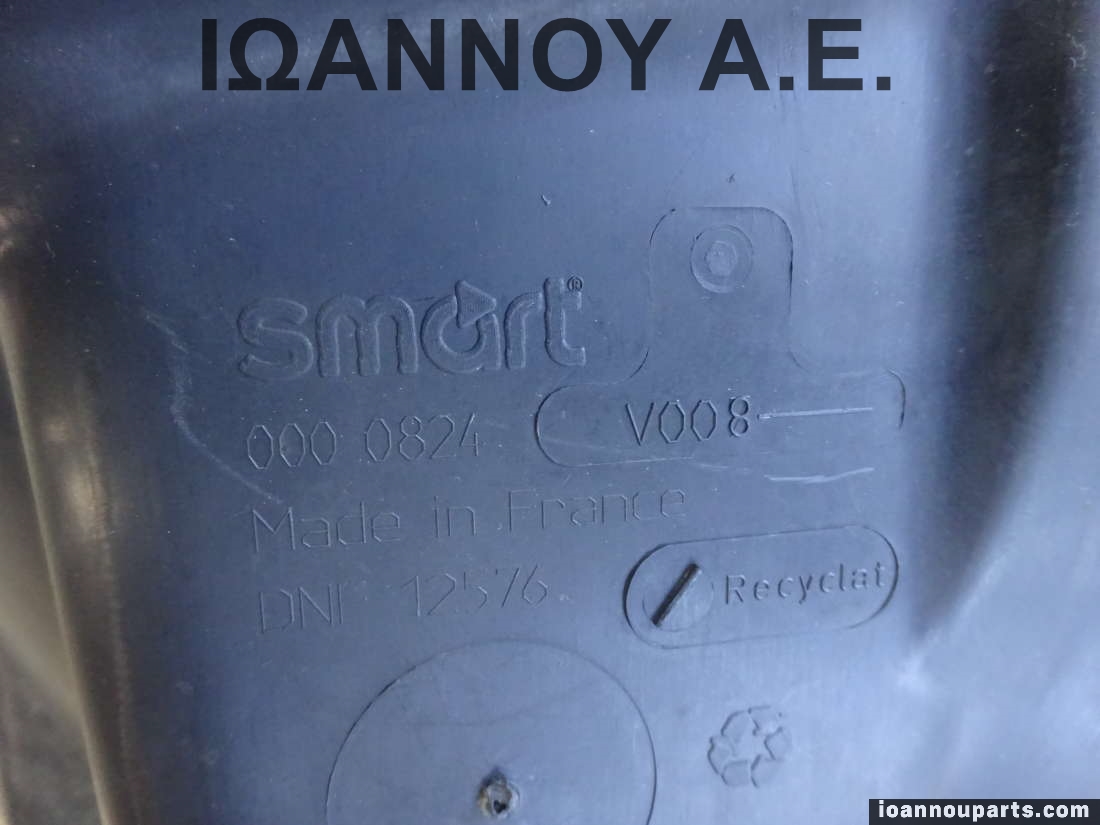 ΙΩΑΝΝΟΥ Α.Ε.
smart®
000 0824 V008
Made in France
12576
Recyclat
ioannouparts.com